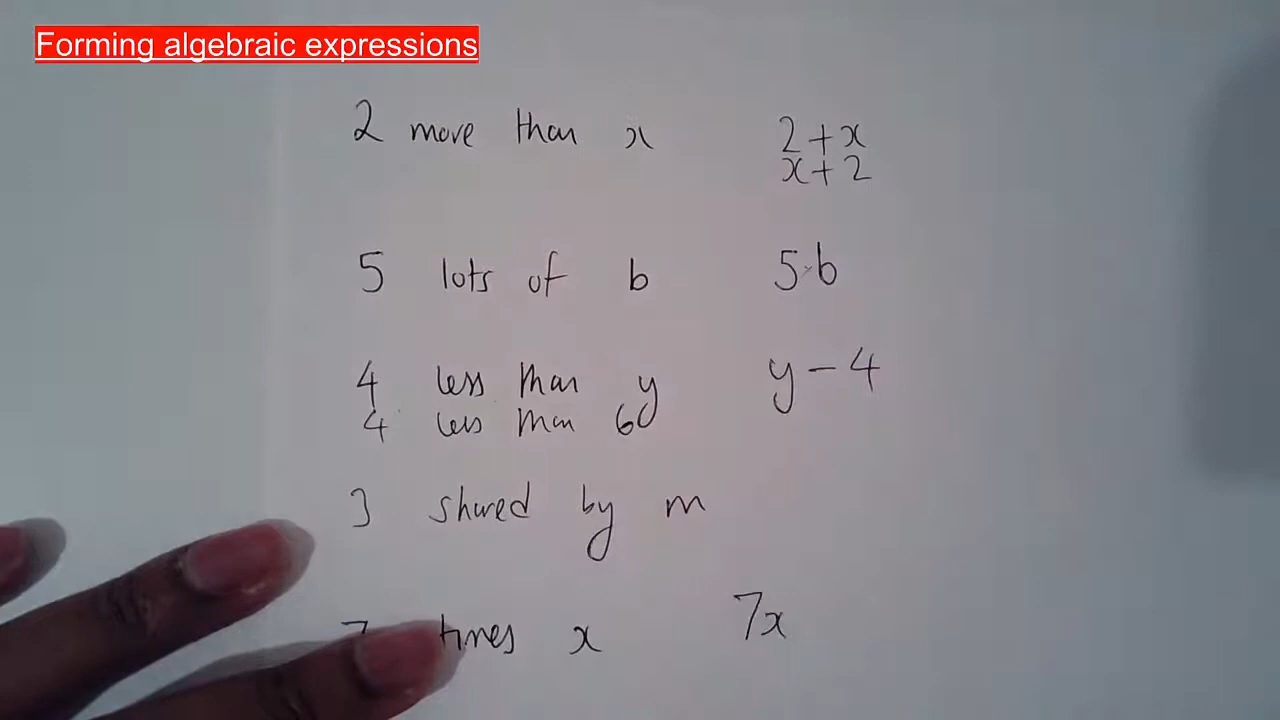 Forming algebraic expressions
2 more than x 2+x
x+2
5 lots of b 5·b
4 less than y y-4
4 less than 60
3 shared by m
7 times x 7x